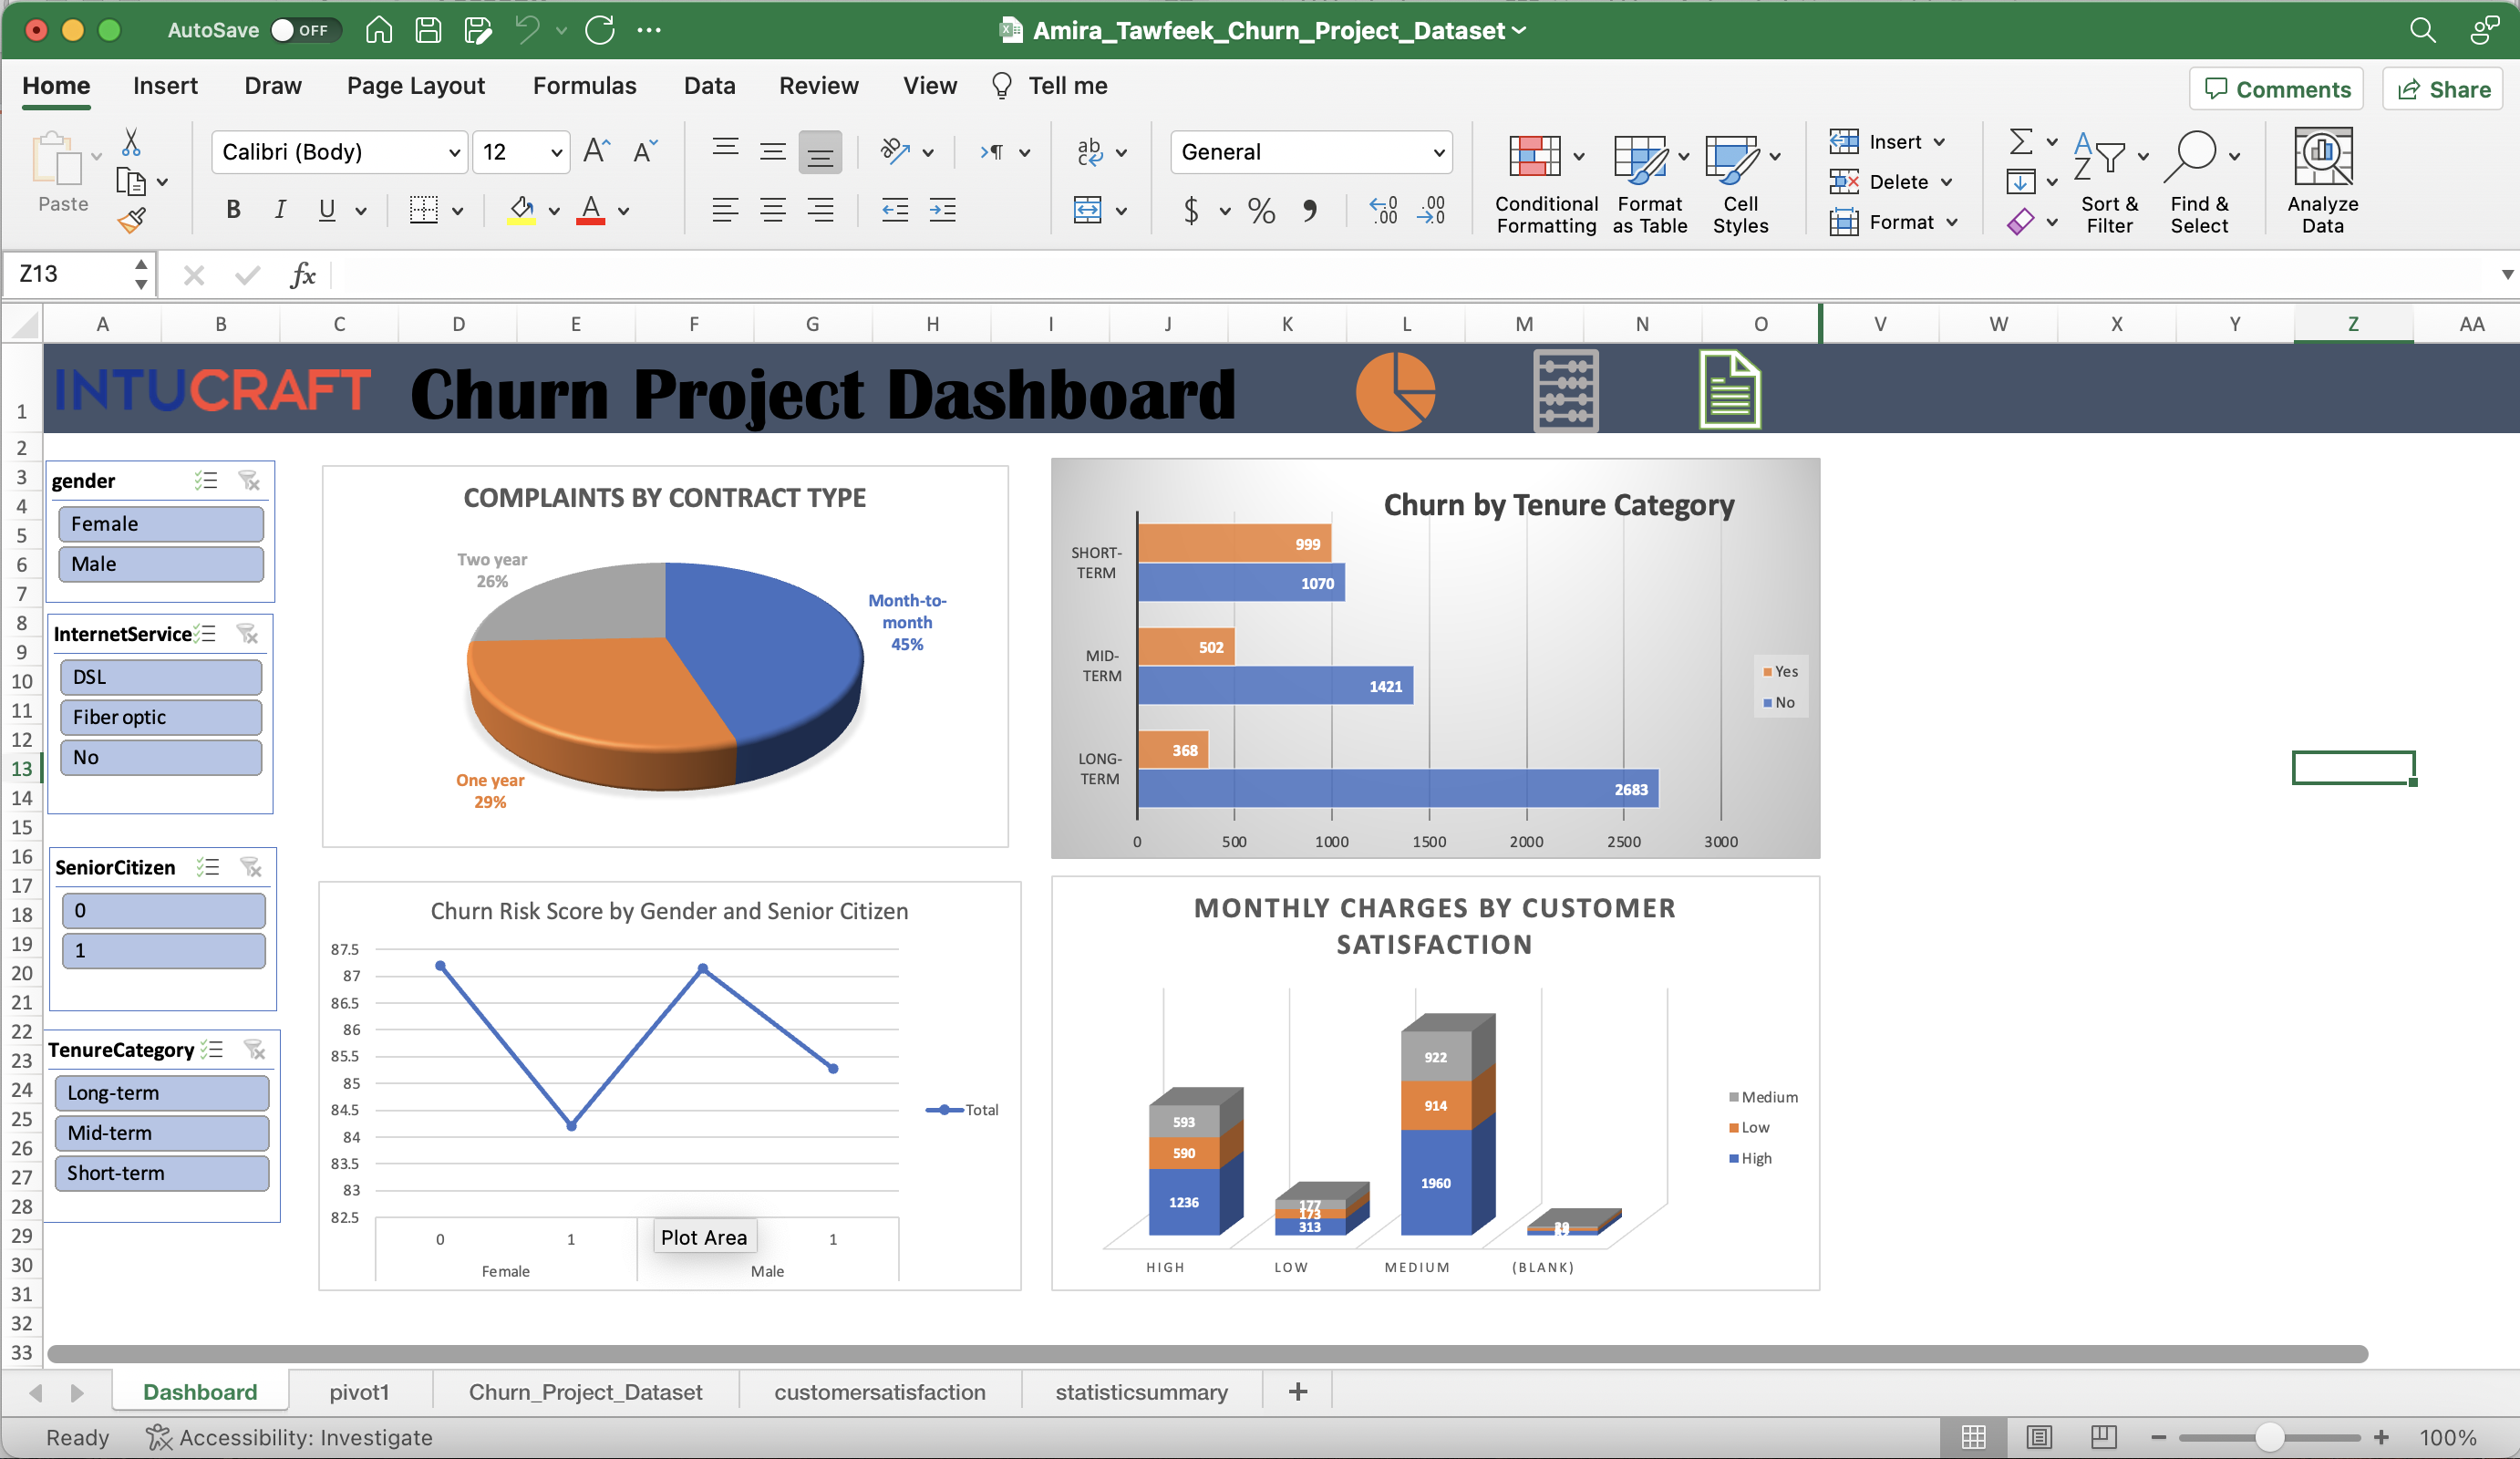 AutoSave OFF
Amira_Tawfeek_Churn_Project_Dataset
Home Insert Draw Page Layout Formulas Data Review View Tell me
Comments Share
Paste
Calibri (Body) 12
B I U
General
$ %
Conditional Formatting
Format as Table
Cell Styles
Insert
Delete
Format
Sort & Filter
Find & Select
Analyze Data
Z13
fx
A B C D E F G H I J K L M N O V W X Y Z AA
1
2
3
4
5
6
7
8
9
10
11
12
13
14
15
16
17
18
19
20
21
22
23
24
25
26
27
28
29
30
31
32
33
INTUCRAFT Churn Project Dashboard
gender
Female
Male
InternetService
DSL
Fiber optic
No
SeniorCitizen
0
1
TenureCategory
Long-term
Mid-term
Short-term
COMPLAINTS BY CONTRACT TYPE
Two year
26%
Month-to-
month
45%
One year
29%
Churn by Tenure Category
SHORT-
TERM
999
1070
MID-
TERM
502
1421
LONG-
TERM
368
2683
Yes
No
0 500 1000 1500 2000 2500 3000
Churn Risk Score by Gender and Senior Citizen
87.5
87
86.5
86
85.5
85
84.5
84
83.5
83
82.5
Total
0 1 1
Plot Area
Female Male
MONTHLY CHARGES BY CUSTOMER
SATISFACTION
593
590
1236
177
173
313
922
914
1960
Medium
Low
High
HIGH LOW MEDIUM (BLANK)
Dashboard pivot1 Churn_Project_Dataset customersatisfaction statisticsummary
Ready Accessibility: Investigate
100%